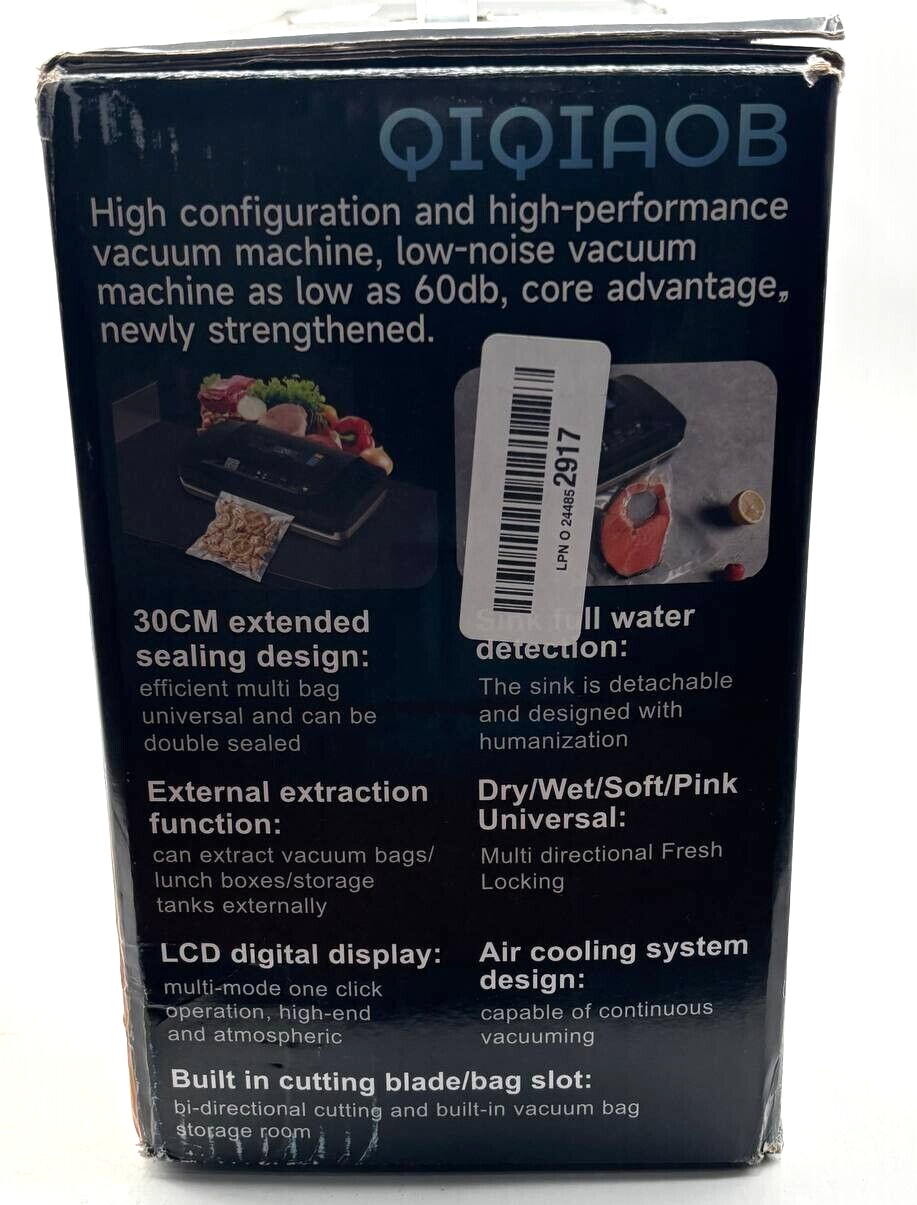 QIQIAOB
High configuration and high-performance
vacuum machine, low-noise vacuum
machine as low as 60db, core advantage,,
newly strengthened.
LPN O 244852917
30CM extended
sealing design:
efficient multi bag
universal and can be
double sealed
Sink full water
detection:
The sink is detachable
and designed with
humanization
External extraction
function:
can extract vacuum bags/
lunch boxes/storage
tanks externally
Dry/Wet/Soft/Pink
Universal:
Multi directional Fresh
Locking
LCD digital display:
multi-mode one click
operation, high-end
and atmospheric
Air cooling system
design:
capable of continuous
vacuuming
Built in cutting blade/bag slot:
bi-directional cutting and built-in vacuum bag
storage room